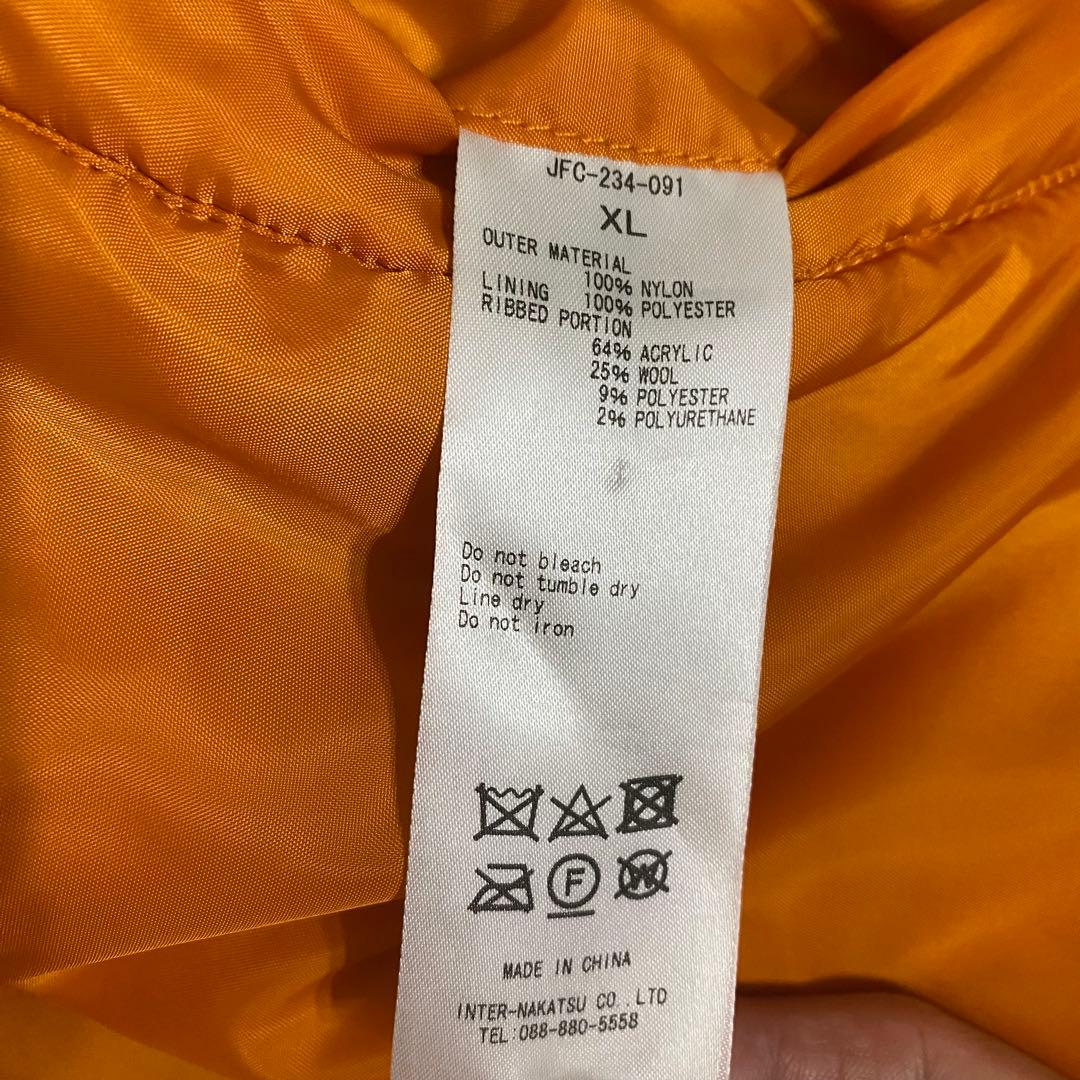 JFC-234-091
XL
OUTER MATERIAL
100% NYLON
LINING 100% POLYESTER
RIBBED PORTION
64% ACRYLIC
25% WOOL
9% POLYESTER
2% POLYURETHANE
Do not bleach
Do not tumble dry
Line dry
Do not iron
F W
MADE IN CHINA
INTER-NAKATSU CO.,LTD
TEL:088-880-5558